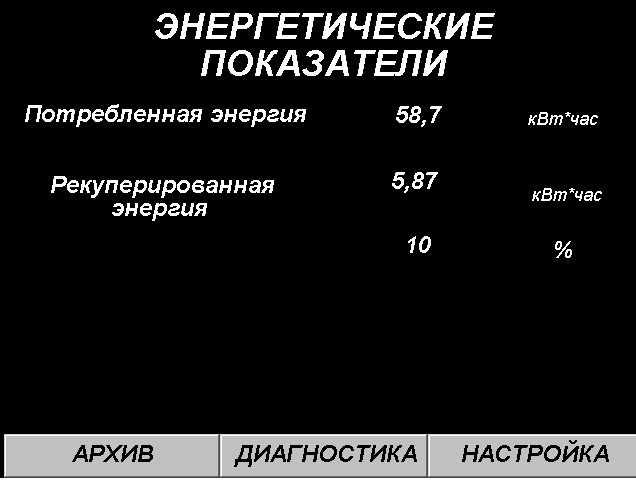 ЭНЕРГЕТИЧЕСКИЕ
ПОКАЗАТЕЛИ
Потребленная энергия 58,7 кВт*час
Рекуперированная 5,87 кВт*час
энергия
10 %
АРХИВ ДИАГНОСТИКА НАСТРОЙКА